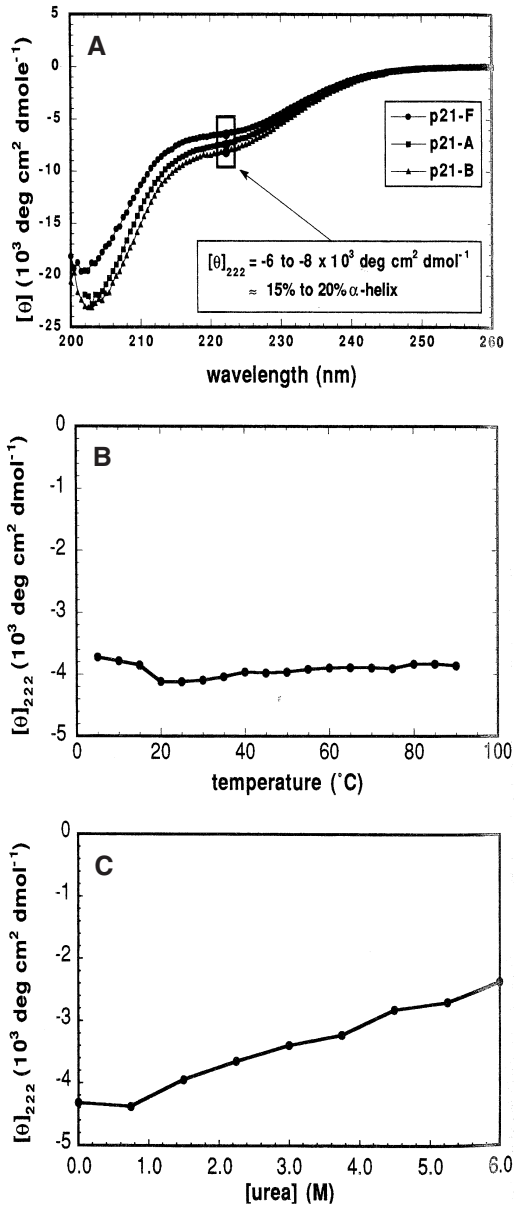 A
5
0
-5
-10
-15
-20
-25
[θ] (10³ deg cm² dmole⁻¹)
p21-F
p21-A
p21-B
[θ]₂₂₂ = -6 to -8 x 10³ deg cm² dmol⁻¹
≈ 15% to 20% α-helix
200 210 220 230 240 250 260
wavelength (nm)
B
0
-1
-2
-3
-4
-5
[θ]₂₂₂ (10³ deg cm² dmol⁻¹)
0 20 40 60 80 100
temperature (˚C)
C
0
-1
-2
-3
-4
-5
[θ]₂₂₂ (10³ deg cm² dmol⁻¹)
0.0 1.0 2.0 3.0 4.0 5.0 6.0
[urea] (M)